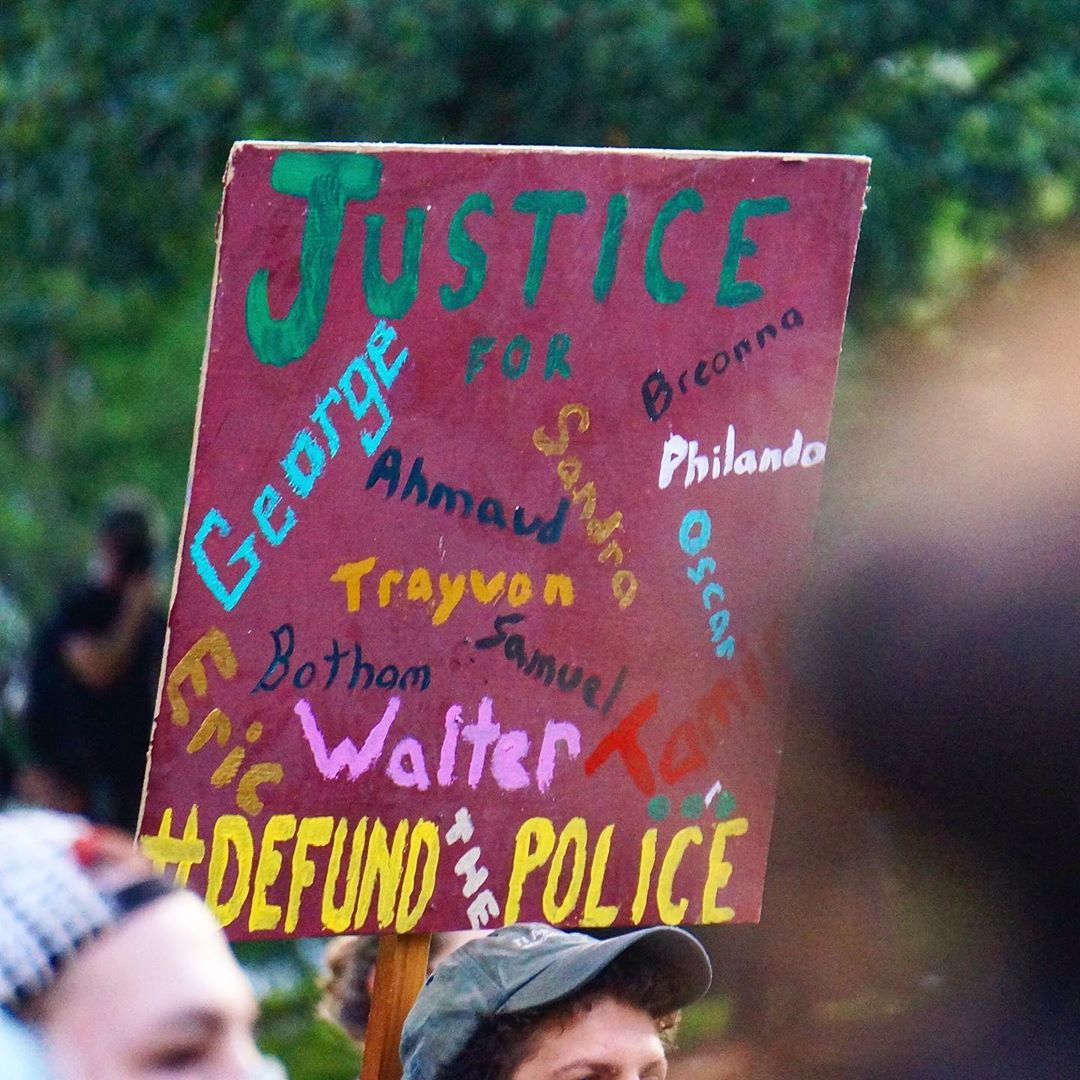 JUSTICE
FOR
Breonna
George
Philando
Sandra
Ahmaud
Oscar
Trayvon
Samuel
Botham
Eric
Walter
Tamir
#DEFUND THE POLICE